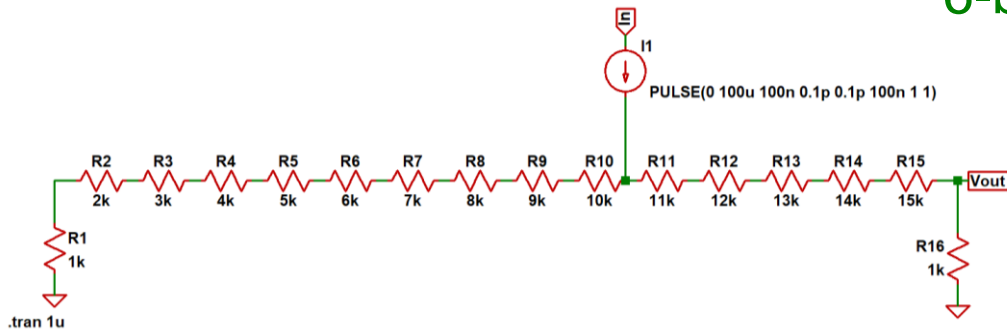 6-b
In
I1
PULSE(0 100u 100n 0.1p 0.1p 100n 1 1)
R2 R3 R4 R5 R6 R7 R8 R9 R10 R11 R12 R13 R14 R15
2k 3k 4k 5k 6k 7k 8k 9k 10k 11k 12k 13k 14k 15k
Vout
R1
1k
R16
1k
.tran 1u